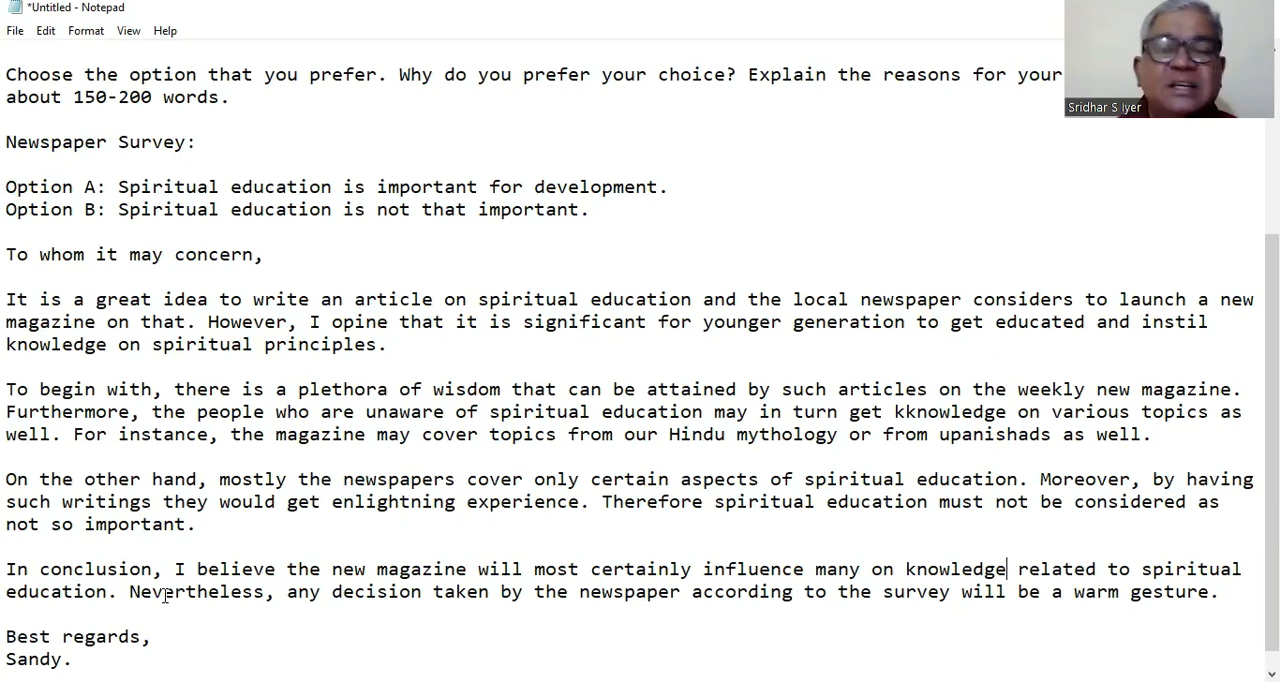 *Untitled - Notepad
File Edit Format View Help
Choose the option that you prefer. Why do you prefer your choice? Explain the reasons for your
about 150-200 words.
Sridhar S Iyer
Newspaper Survey:
Option A: Spiritual education is important for development.
Option B: Spiritual education is not that important.
To whom it may concern,
It is a great idea to write an article on spiritual education and the local newspaper considers to launch a new
magazine on that. However, I opine that it is significant for younger generation to get educated and instil
knowledge on spiritual principles.
To begin with, there is a plethora of wisdom that can be attained by such articles on the weekly new magazine.
Furthermore, the people who are unaware of spiritual education may in turn get kknowledge on various topics as
well. For instance, the magazine may cover topics from our Hindu mythology or from upanishads as well.
On the other hand, mostly the newspapers cover only certain aspects of spiritual education. Moreover, by having
such writings they would get enlightning experience. Therefore spiritual education must not be considered as
not so important.
In conclusion, I believe the new magazine will most certainly influence many on knowledge related to spiritual
education. Nevertheless, any decision taken by the newspaper according to the survey will be a warm gesture.
Best regards,
Sandy.